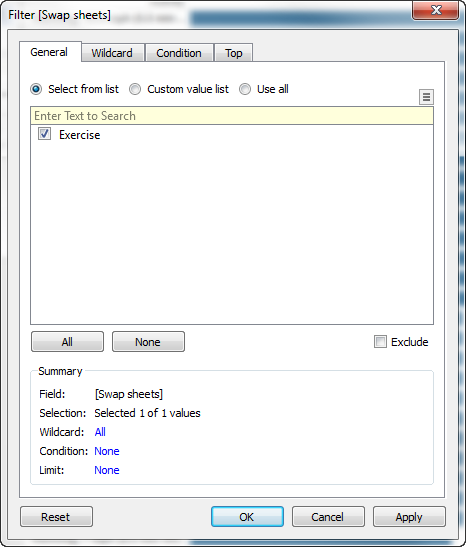 Filter [Swap sheets]
General Wildcard Condition Top
Select from list Custom value list Use all
Enter Text to Search
Exercise
All None Exclude
Summary
Field: [Swap sheets]
Selection: Selected 1 of 1 values
Wildcard: All
Condition: None
Limit: None
Reset OK Cancel Apply